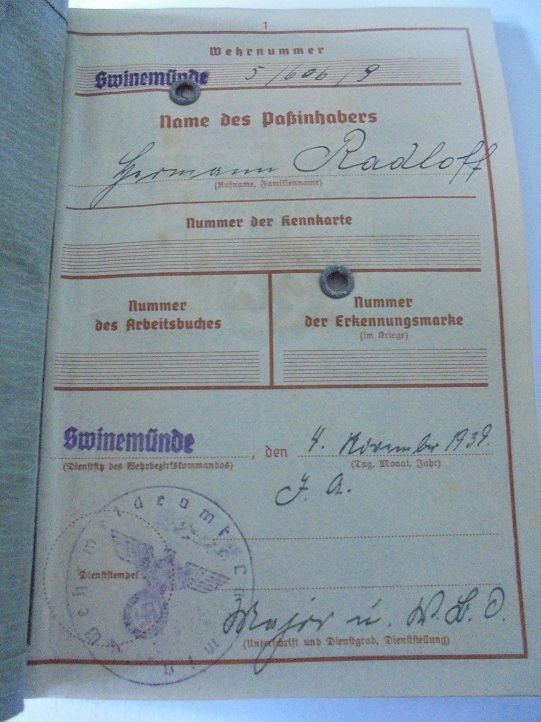 1
Wehrnummer
Swinemünde 5/606/9
Name des Paßinhabers
Hermann Radloff
(Rufname, Familienname)
Nummer der Kennkarte
Nummer
des Arbeitsbuches
Nummer
der Erkennungsmarke
(im Kriege)
Swinemünde, den 4. November 1939.
(Dienstsitz des Wehrbezirkskommandos) (Tag, Monat, Jahr)
J. A.
Dienststempel
Major u. W.B.O.
(Unterschrift und Dienstgrad, Dienststellung)